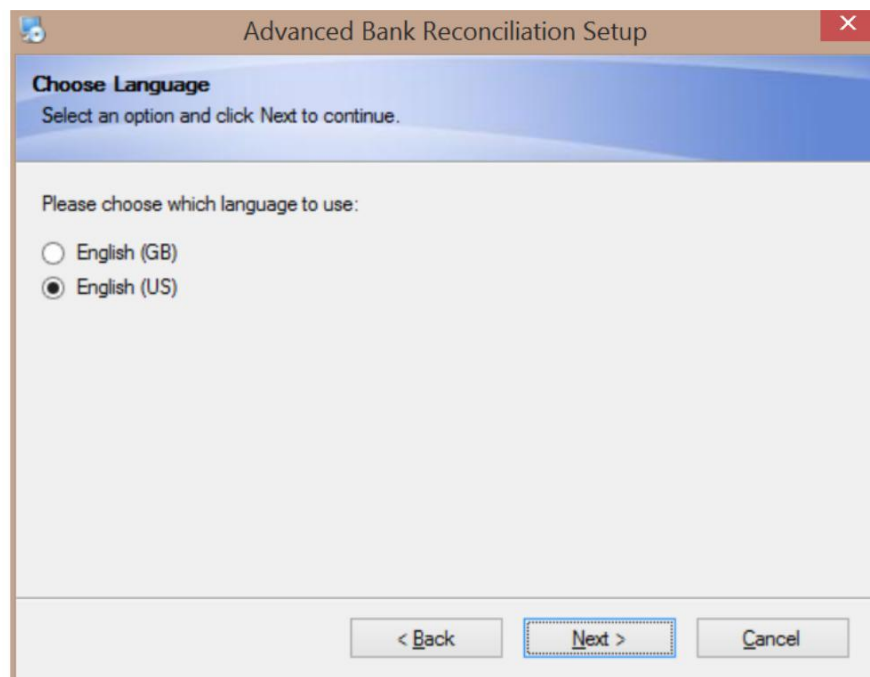 Advanced Bank Reconciliation Setup
Choose Language
Select an option and click Next to continue.
Please choose which language to use:
English (GB)
English (US)
< Back
Next >
Cancel